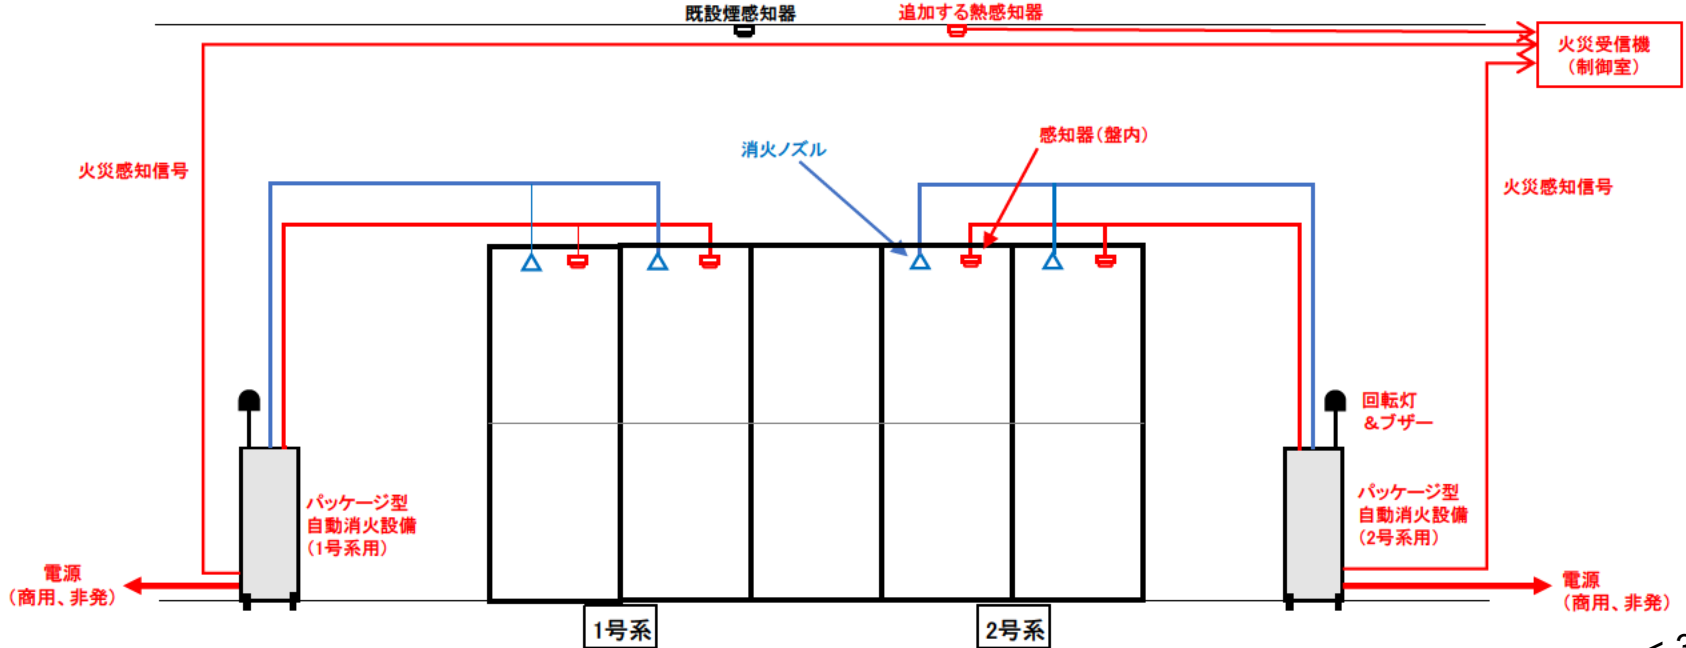 既設煙感知器
追加する熱感知器
火災受信機
(制御室)
感知器(盤内)
消火ノズル
火災感知信号
火災感知信号
回転灯
&ブザー
パッケージ型
自動消火設備
(1号系用)
パッケージ型
自動消火設備
(2号系用)
電源
(商用、非発)
電源
(商用、非発)
1号系
2号系